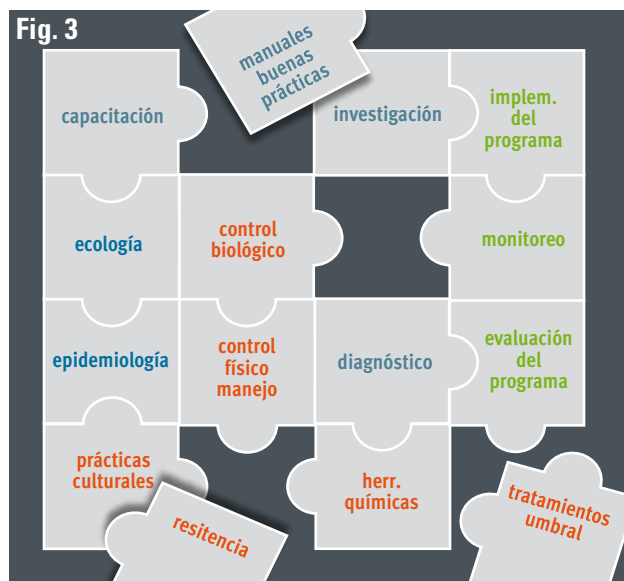 Fig. 3
manuales
buenas
prácticas
capacitación
investigación
implem.
del
programa
ecología
control
biológico
monitoreo
epidemiología
control
físico
manejo
diagnóstico
evaluación
del
programa
prácticas
culturales
resitencia
herr.
químicas
tratamientos
umbral